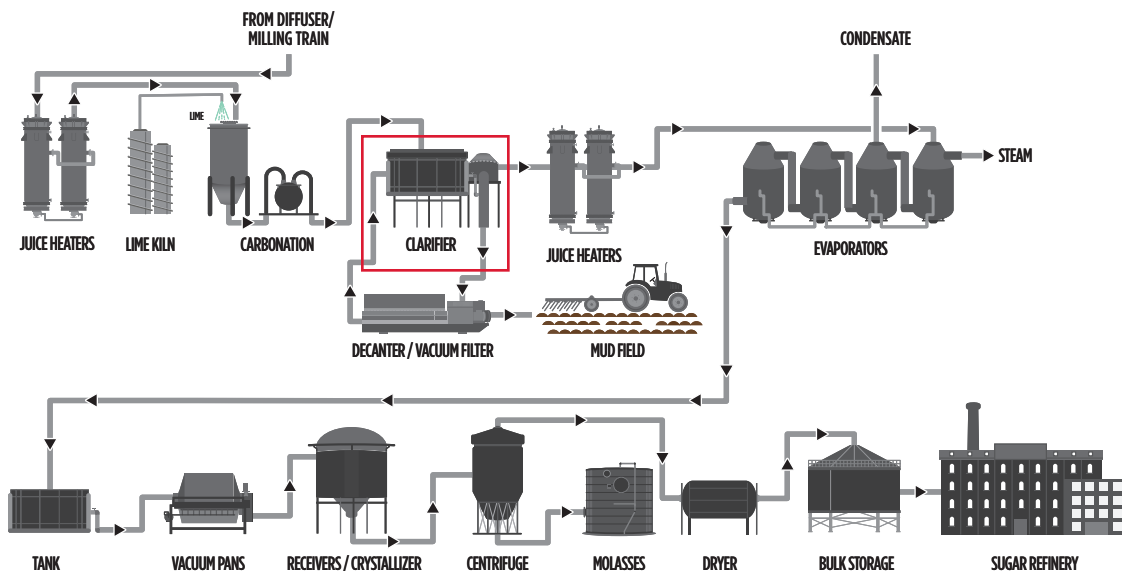 FROM DIFFUSER/
MILLING TRAIN
CONDENSATE
LIME
STEAM
JUICE HEATERS
LIME KILN
CARBONATION
CLARIFIER
JUICE HEATERS
EVAPORATORS
DECANTER / VACUUM FILTER
MUD FIELD
TANK
VACUUM PANS
RECEIVERS / CRYSTALLIZER
CENTRIFUGE
MOLASSES
DRYER
BULK STORAGE
SUGAR REFINERY